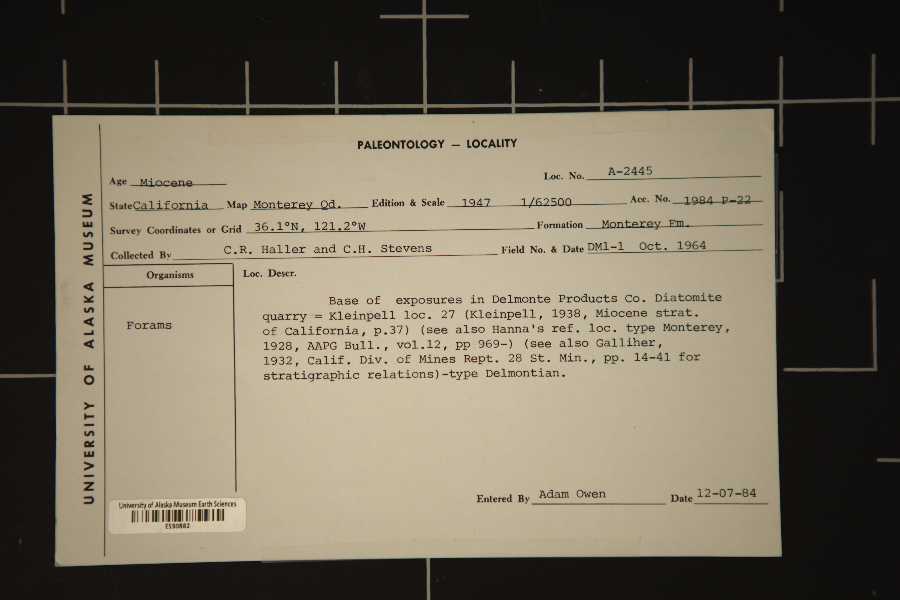 PALEONTOLOGY — LOCALITY
Age Miocene Loc. No. A-2445
State California Map Monterey Qd. Edition & Scale 1947 1/62500 Acc. No. 1984 P-22
Survey Coordinates or Grid 36.1°N, 121.2°W Formation Monterey Fm.
Collected By C.R. Haller and C.H. Stevens Field No. & Date DM1-1 Oct. 1964
Organisms
Forams
Loc. Descr.
Base of exposures in Delmonte Products Co. Diatomite
quarry = Kleinpell loc. 27 (Kleinpell, 1938, Miocene strat.
of California, p.37) (see also Hanna's ref. loc. type Monterey,
1928, AAPG Bull., vol.12, pp 969-) (see also Galliher,
1932, Calif. Div. of Mines Rept. 28 St. Min., pp. 14-41 for
stratigraphic relations)-type Delmontian.
Entered By Adam Owen Date 12-07-84
UNIVERSITY OF ALASKA MUSEUM
University of Alaska Museum Earth Sciences
ES90882